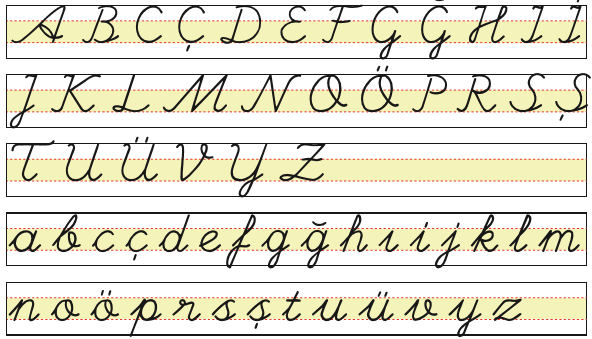 A B C Ç D E F G Ğ H I İ
J K L M N O Ö P R S Ş
T U Ü V Y Z
a b c ç d e f g ğ h ı i j k l m
n o ö p r s ş t u ü v y z